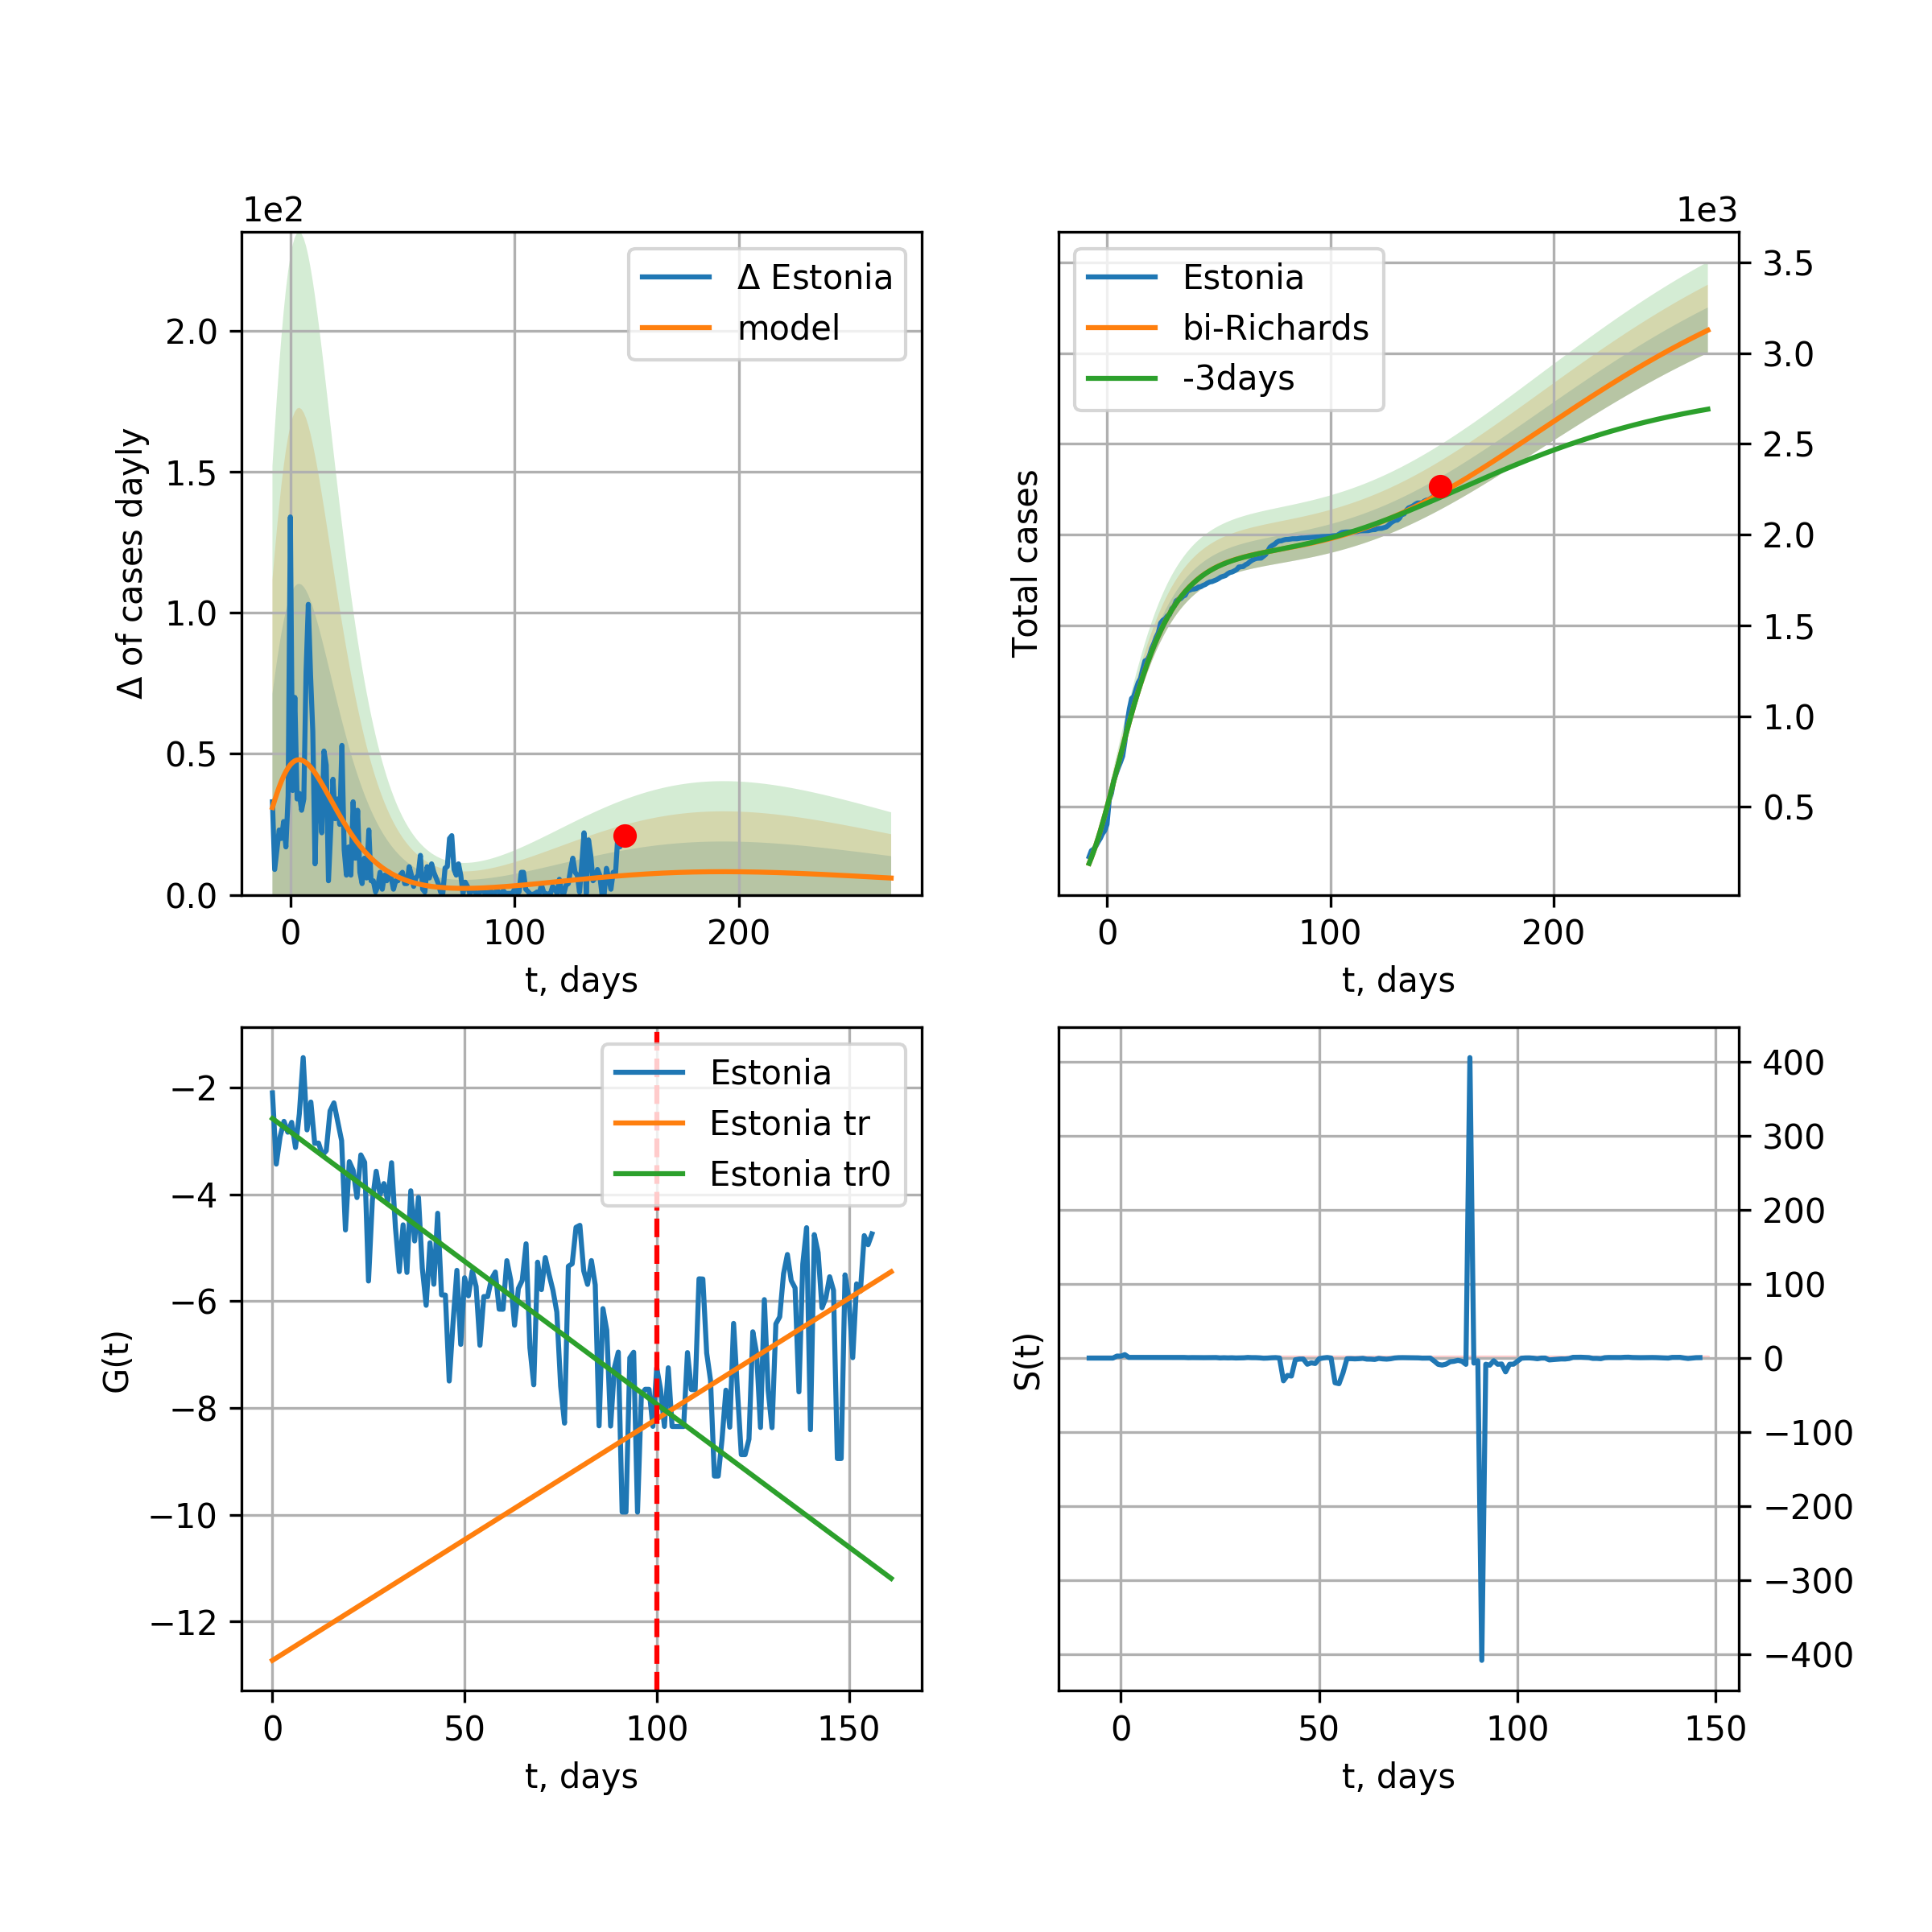 1e2
Δ Estonia
model
2.0
1.5
1.0
0.5
0.0
Δ of cases dayly
0
100
200
t, days
1e3
Estonia
bi-Richards
-3days
3.5
3.0
2.5
2.0
1.5
1.0
0.5
Total cases
0
100
200
t, days
Estonia
Estonia tr
Estonia tr0
−2
−4
−6
−8
−10
−12
G(t)
0
50
100
150
t, days
400
300
200
100
0
−100
−200
−300
−400
S(t)
0
50
100
150
t, days